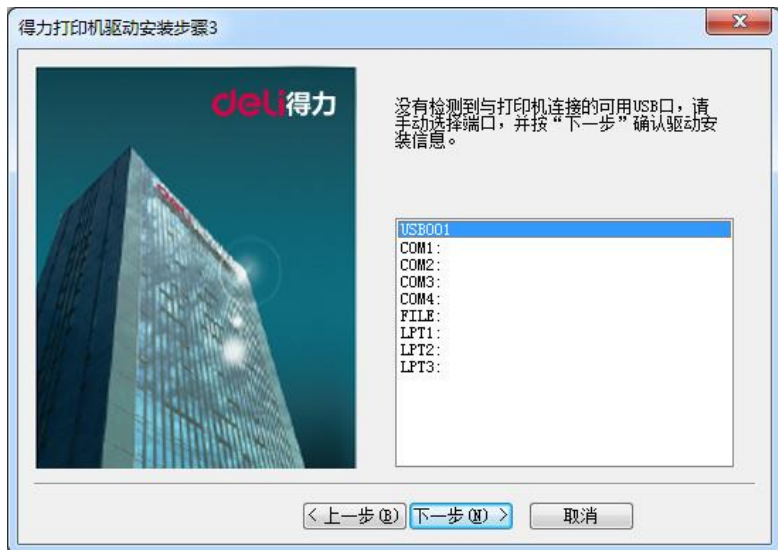 得力打印机驱动安装步骤3
deli得力
没有检测到与打印机连接的可用USB口，请
手动选择端口，并按“下一步”确认驱动安
装信息。
USB001
COM1:
COM2:
COM3:
COM4:
FILE:
LPT1:
LPT2:
LPT3:
< 上一步(B) 下一步(N) > 取消